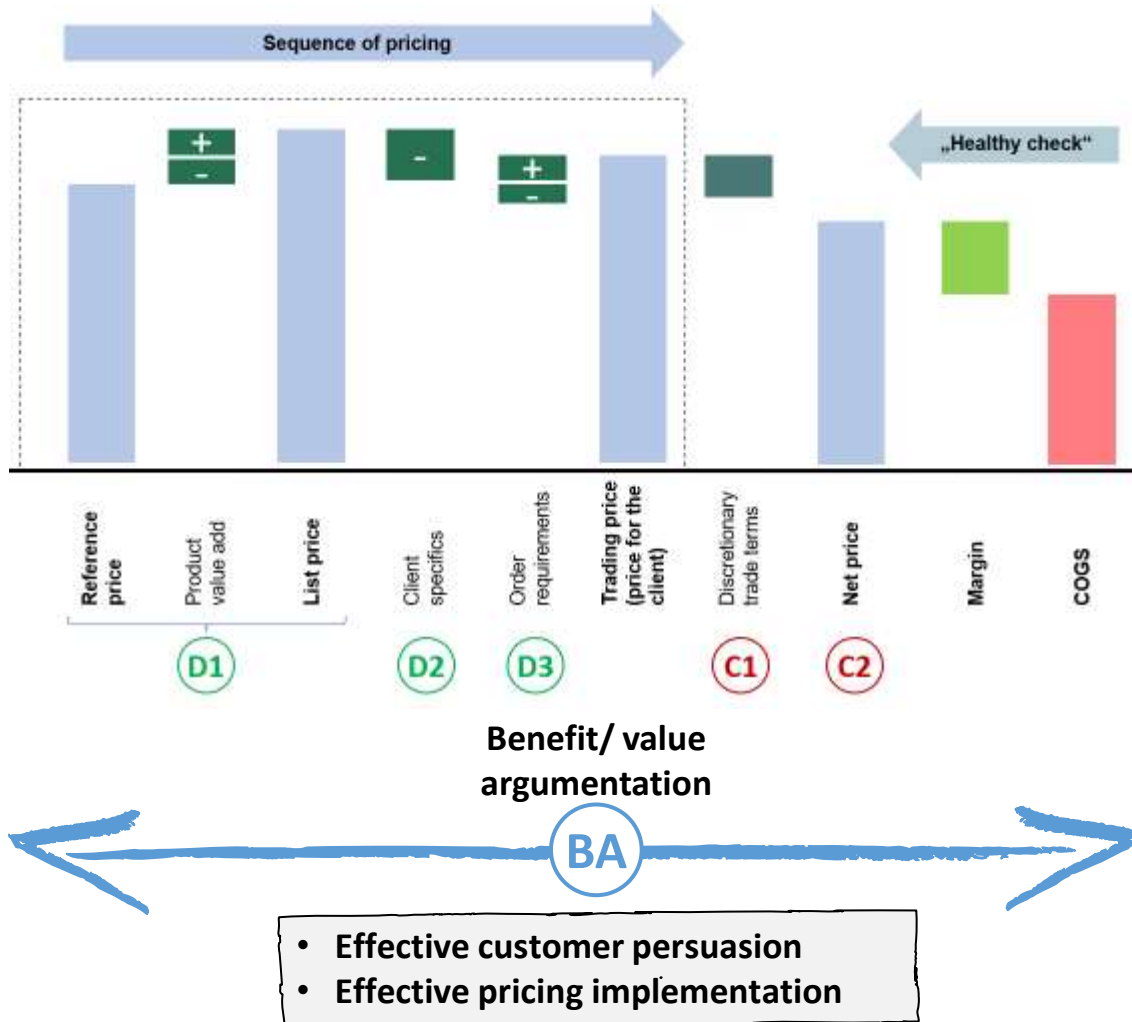 Sequence of pricing
„Healthy check“
+
-
-
+
-
Reference
price
Product
value add
List price
Client
specifics
Order
requirements
Trading price
(price for the
client)
Discretionary
trade terms
Net price
Margin
COGS
D1
D2
D3
C1
C2
Benefit/ value
argumentation
BA
• Effective customer persuasion
• Effective pricing implementation